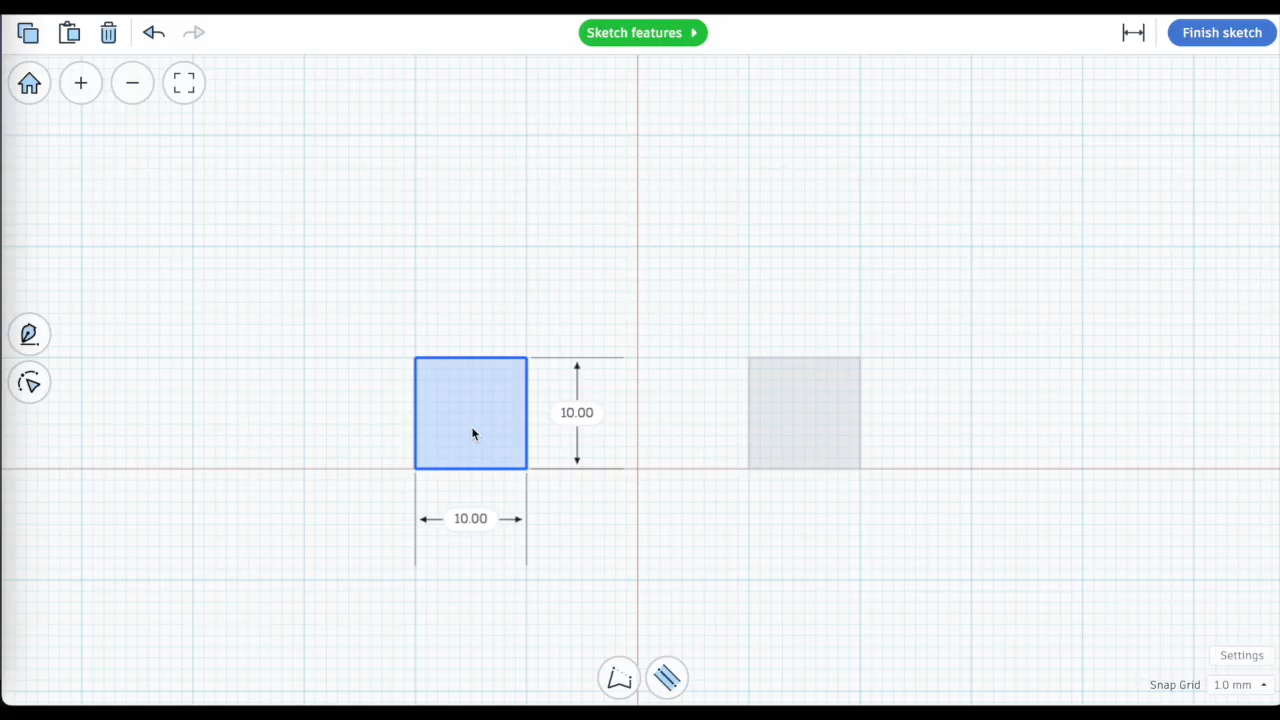 Sketch features
Finish sketch
10.00
10.00
Settings
Snap Grid 1.0 mm